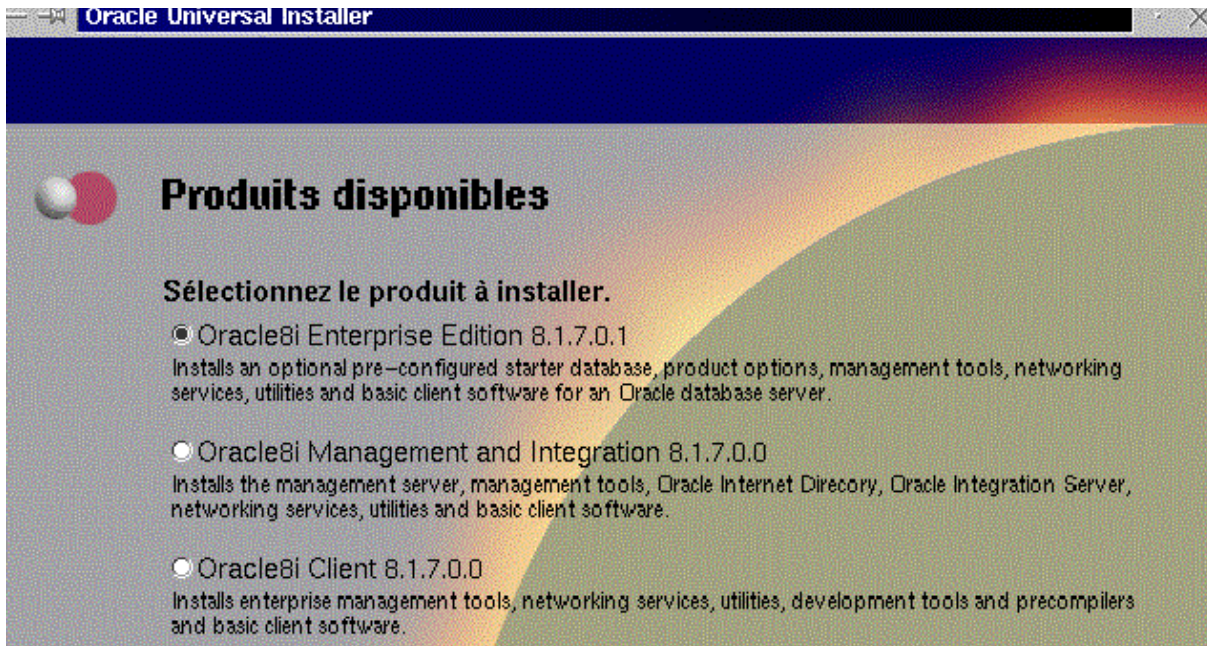 Oracle Universal Installer
Produits disponibles
Sélectionnez le produit à installer.
Oracle8i Enterprise Edition 8.1.7.0.1
Installs an optional pre-configured starter database, product options, management tools, networking
services, utilities and basic client software for an Oracle database server.
Oracle8i Management and Integration 8.1.7.0.0
Installs the management server, management tools, Oracle Internet Direcory, Oracle Integration Server,
networking services, utilities and basic client software.
Oracle8i Client 8.1.7.0.0
Installs enterprise management tools, networking services, utilities, development tools and precompilers
and basic client software.